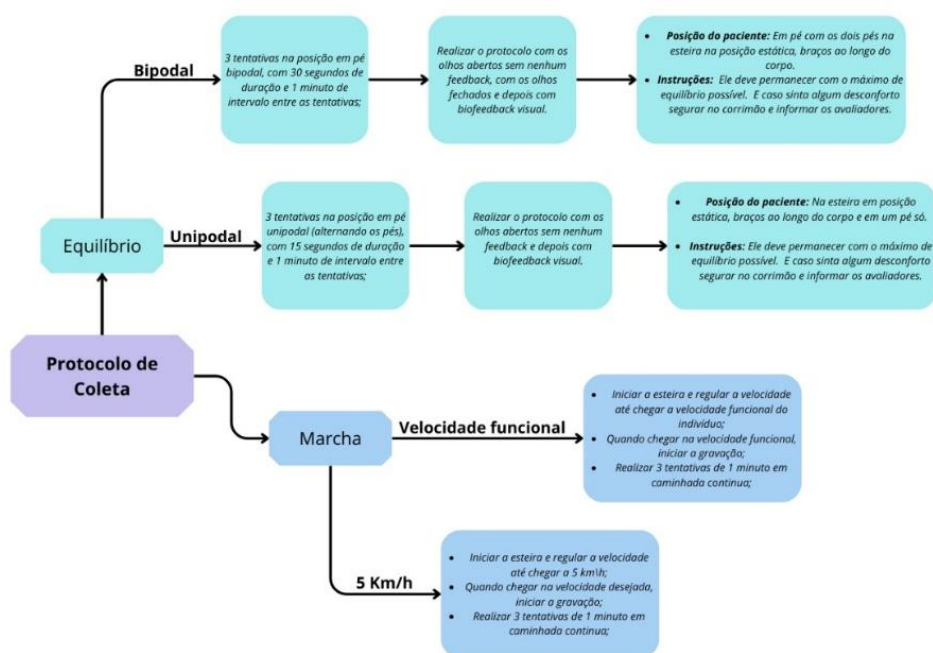 Bipodal
3 tentativas na posição em pé
bipodal, com 30 segundos de
duração e 1 minuto de
intervalo entre as tentativas;
Realizar o protocolo com os
olhos abertos sem nenhum
feedback, com os olhos
fechados e depois com
biofeedback visual.
• Posição do paciente: Em pé com os dois pés na
esteira na posição estática, braços ao longo do
corpo.
• Instruções: Ele deve permanecer com o máximo de
equilíbrio possível. E caso sinta algum desconforto
segurar no corrimão e informar os avaliadores.
Equilíbrio
Unipodal
3 tentativas na posição em pé
unipodal (alternando os pés),
com 15 segundos de duração
e 1 minuto de intervalo entre
as tentativas;
Realizar o protocolo com os
olhos abertos sem nenhum
feedback e depois com
biofeedback visual.
• Posição do paciente: Na esteira em posição
estática, braços ao longo do corpo e em um pé só.
• Instruções: Ele deve permanecer com o máximo de
equilíbrio possível. E caso sinta algum desconforto
segurar no corrimão e informar os avaliadores.
Protocolo de
Coleta
Marcha
Velocidade funcional
• Iniciar a esteira e regular a velocidade
até chegar a velocidade funcional do
individuo;
• Quando chegar na velocidade funcional,
iniciar a gravação;
• Realizar 3 tentativas de 1 minuto em
caminhada continua;
5 Km/h
• Iniciar a esteira e regular a velocidade
até chegar a 5 km\h;
• Quando chegar na velocidade desejada,
iniciar a gravação;
• Realizar 3 tentativas de 1 minuto em
caminhada continua;